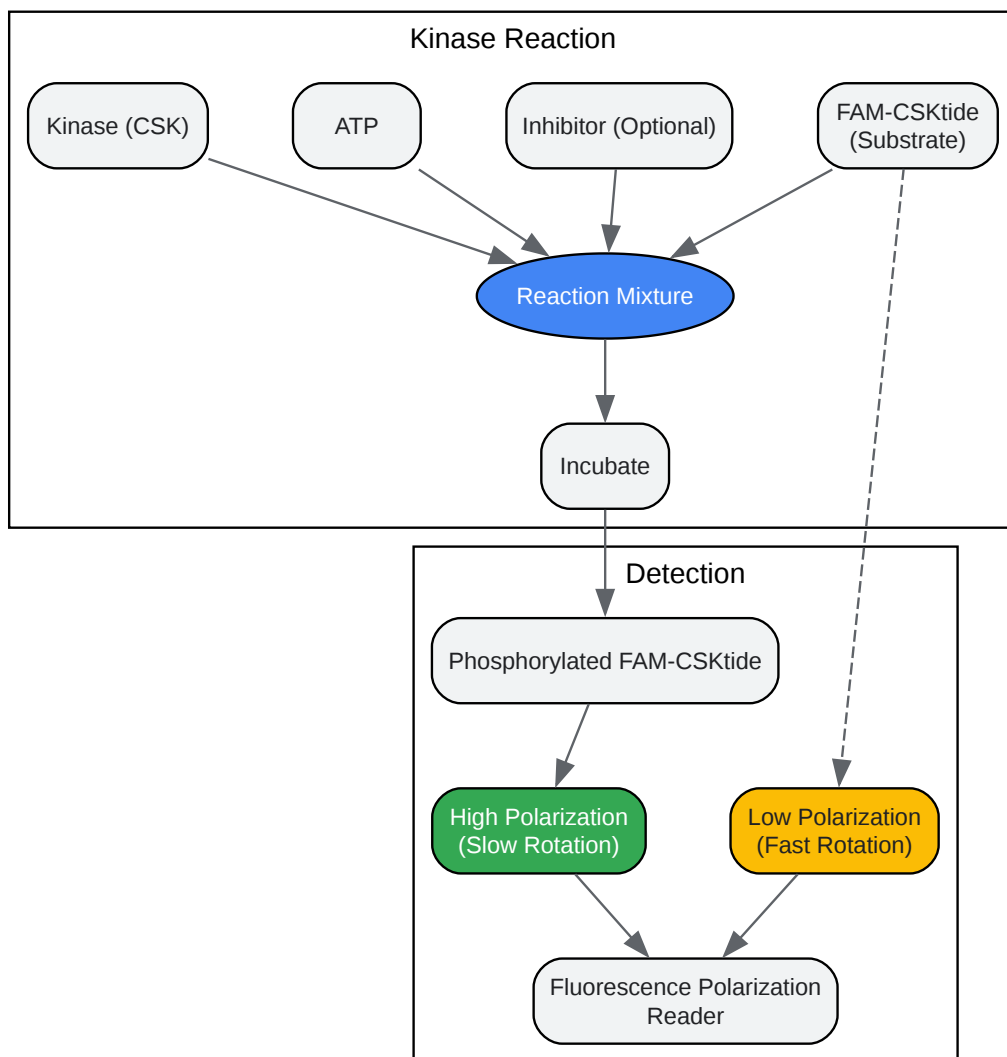 Kinase Reaction
Kinase (CSK)
ATP
Inhibitor (Optional)
FAM-CSKtide
(Substrate)
Reaction Mixture
Incubate
Detection
Phosphorylated FAM-CSKtide
High Polarization
(Slow Rotation)
Low Polarization
(Fast Rotation)
Fluorescence Polarization
Reader